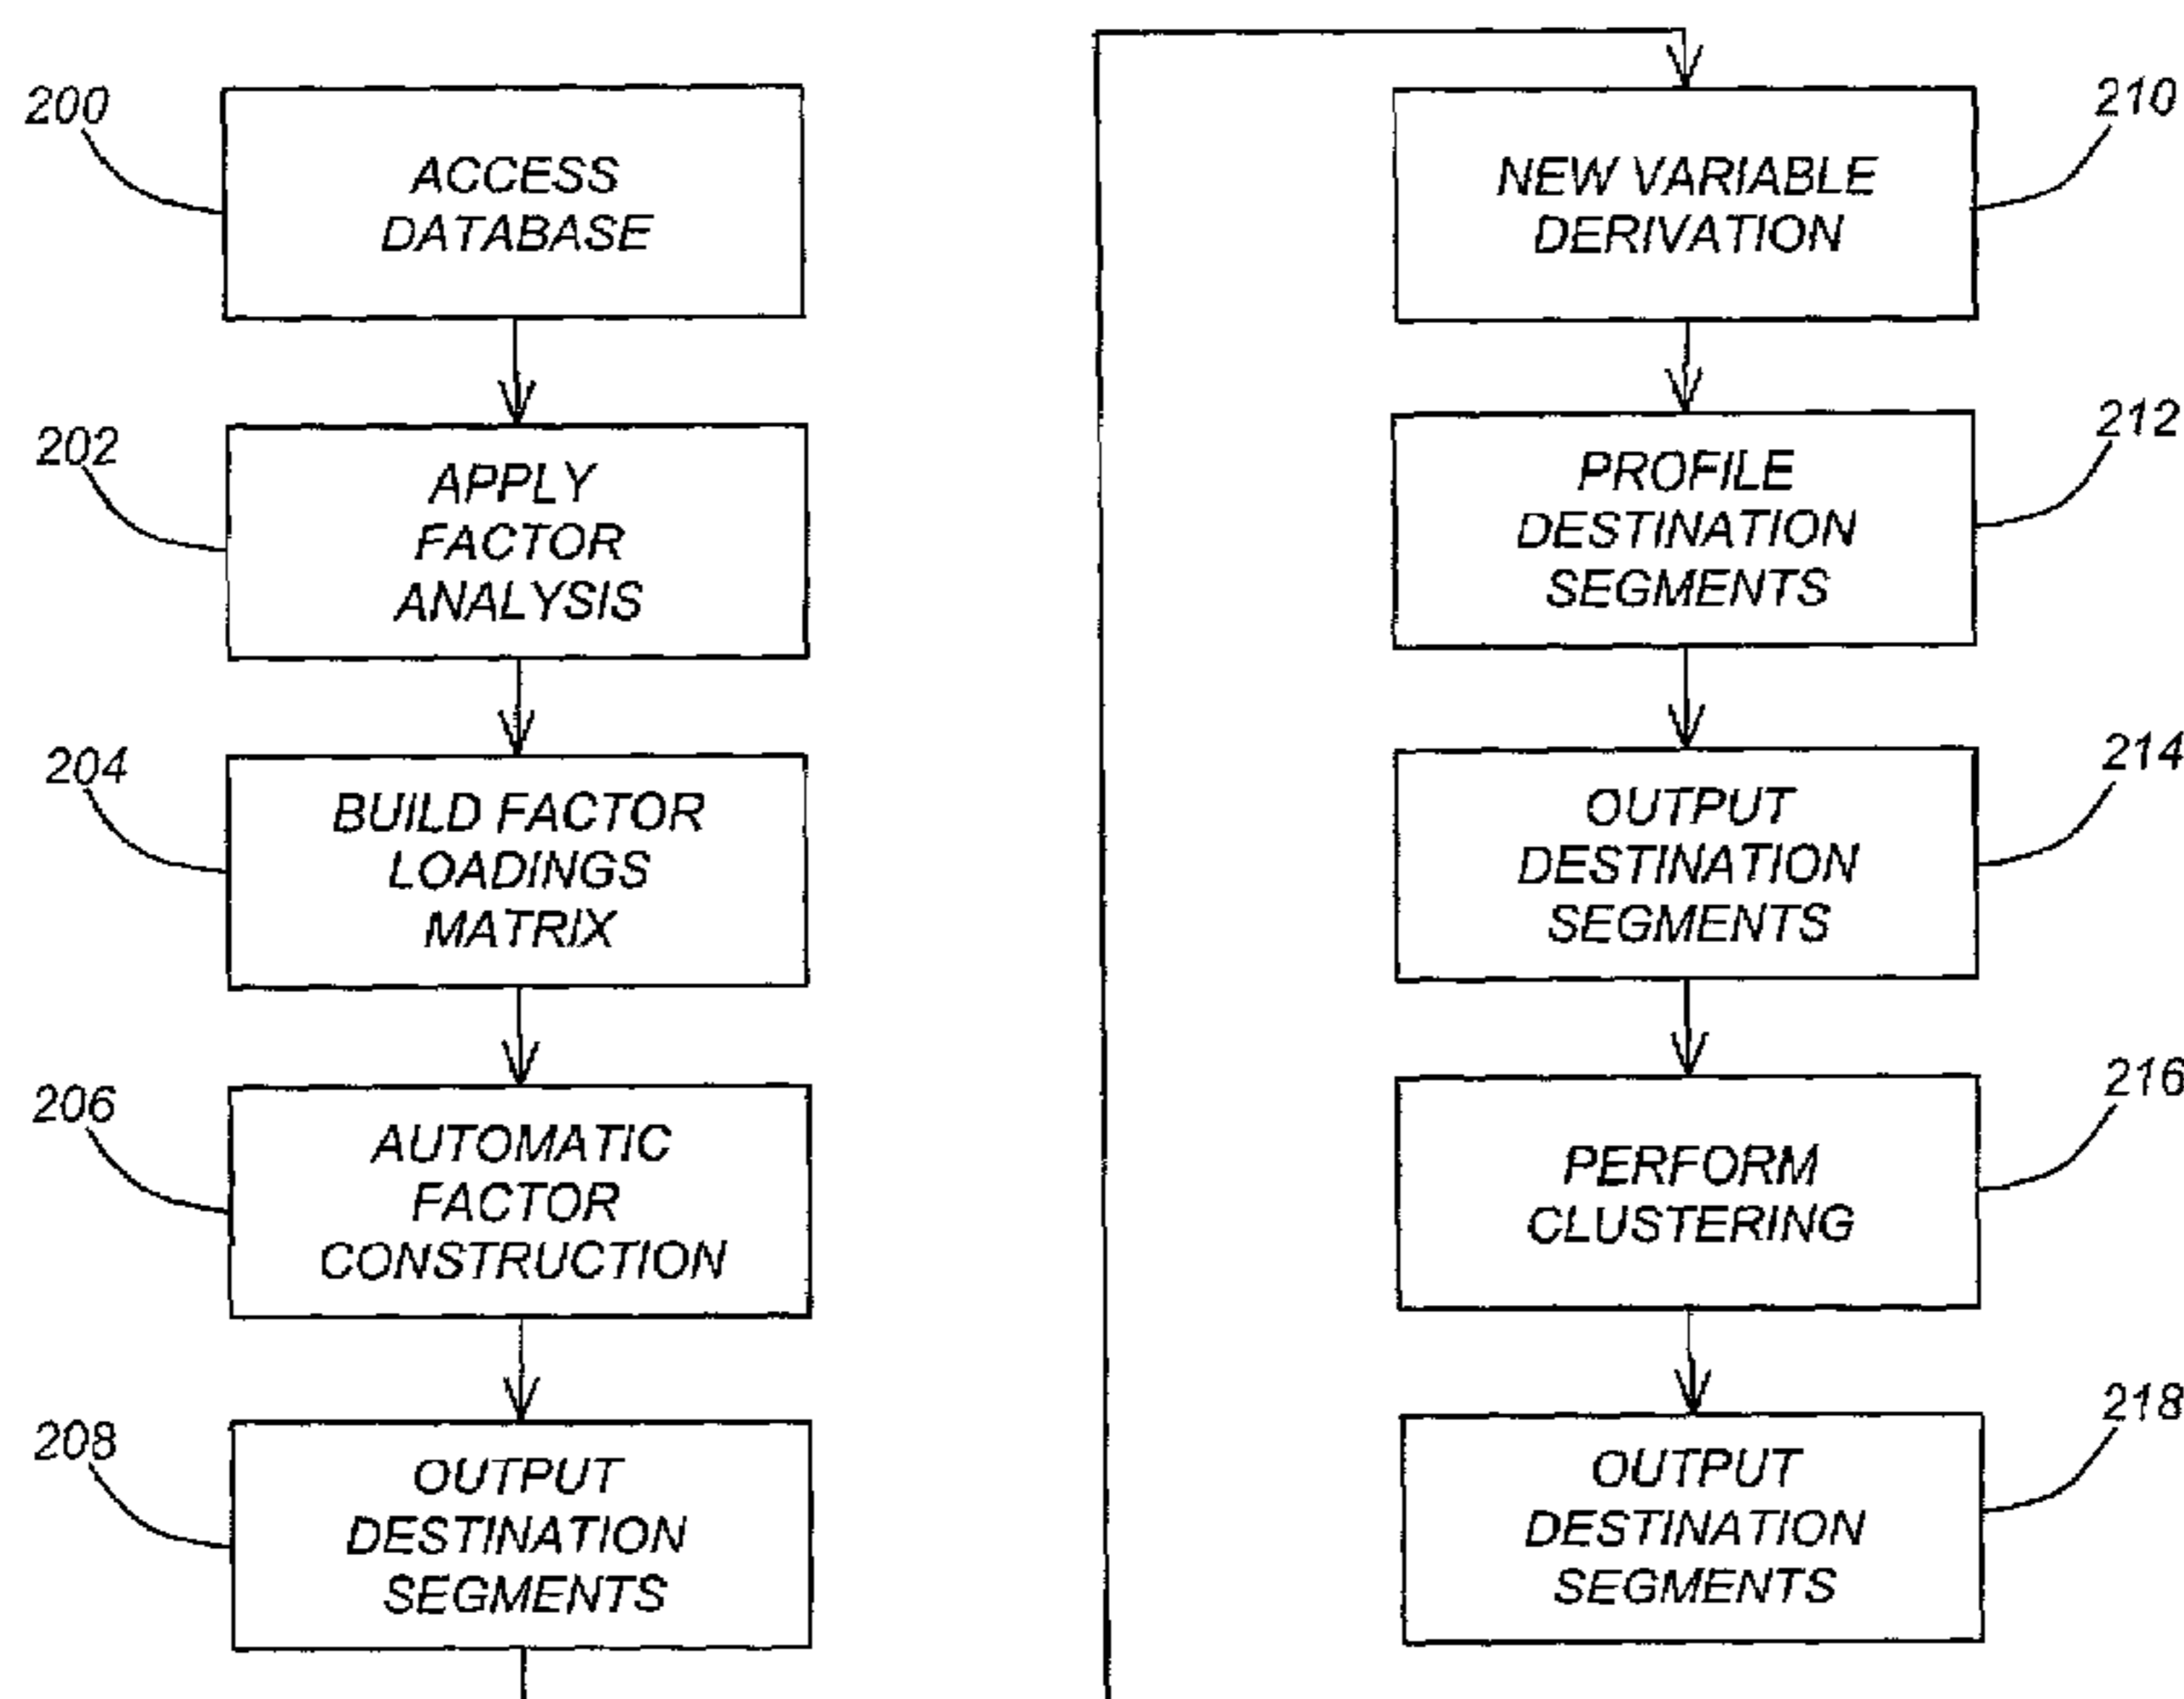 200
ACCESS
DATABASE
202
APPLY
FACTOR
ANALYSIS
204
BUILD FACTOR
LOADINGS
MATRIX
206
AUTOMATIC
FACTOR
CONSTRUCTION
208
OUTPUT
DESTINATION
SEGMENTS
210
NEW VARIABLE
DERIVATION
212
PROFILE
DESTINATION
SEGMENTS
214
OUTPUT
DESTINATION
SEGMENTS
216
PERFORM
CLUSTERING
218
OUTPUT
DESTINATION
SEGMENTS